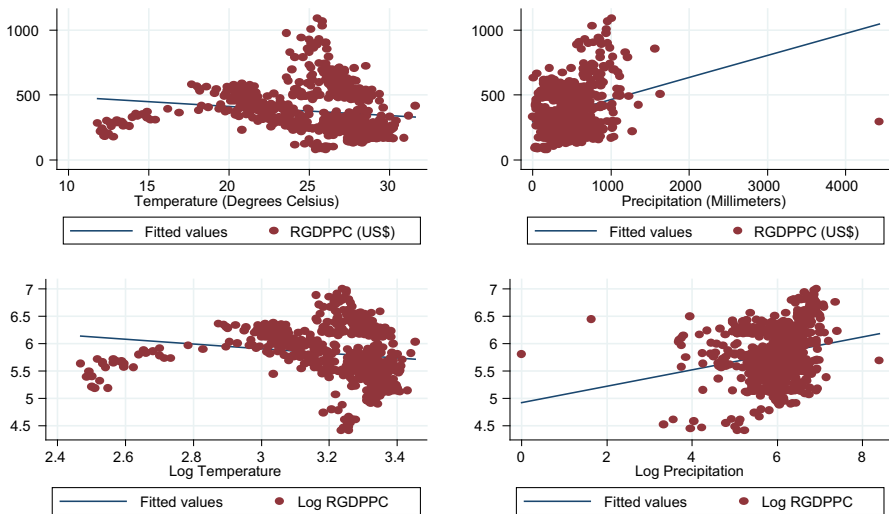 1000
500
0
10 15 20 25 30
Temperature (Degrees Celsius)
Fitted values RGDPPC (US$)
1000
500
0
0 1000 2000 3000 4000
Precipitation (Millimeters)
Fitted values RGDPPC (US$)
7
6.5
6
5.5
5
4.5
2.4 2.6 2.8 3 3.2 3.4
Log Temperature
Fitted values Log RGDPPC
7
6.5
6
5.5
5
4.5
0 2 4 6 8
Log Precipitation
Fitted values Log RGDPPC